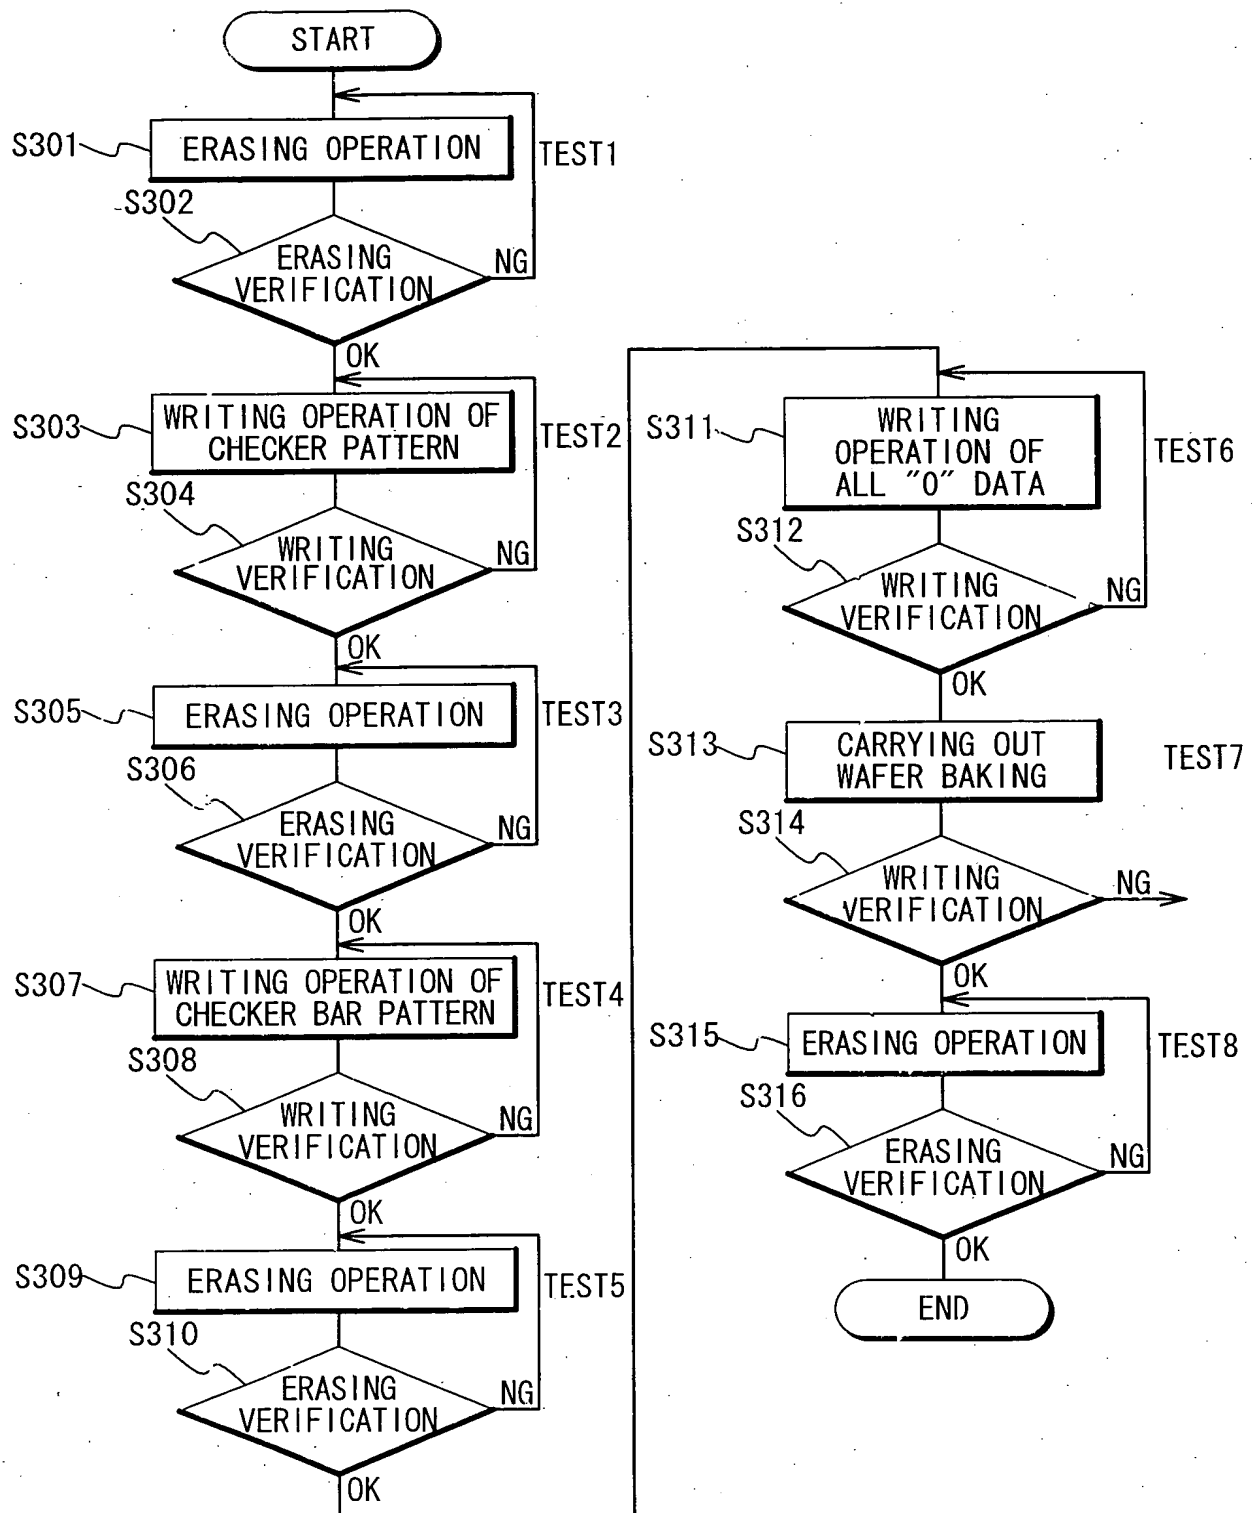 START
S301
ERASING OPERATION
TEST1
S302
ERASING
VERIFICATION
NG
OK
S303
WRITING OPERATION OF
CHECKER PATTERN
TEST2
S304
WRITING
VERIFICATION
NG
OK
S305
ERASING OPERATION
TEST3
S306
ERASING
VERIFICATION
NG
OK
S307
WRITING OPERATION OF
CHECKER BAR PATTERN
TEST4
S308
WRITING
VERIFICATION
NG
OK
S309
ERASING OPERATION
TEST5
S310
ERASING
VERIFICATION
NG
OK
S311
WRITING
OPERATION OF
ALL "0" DATA
TEST6
S312
WRITING
VERIFICATION
NG
OK
S313
CARRYING OUT
WAFER BAKING
TEST7
S314
WRITING
VERIFICATION
NG
OK
S315
ERASING OPERATION
TEST8
S316
ERASING
VERIFICATION
NG
OK
END